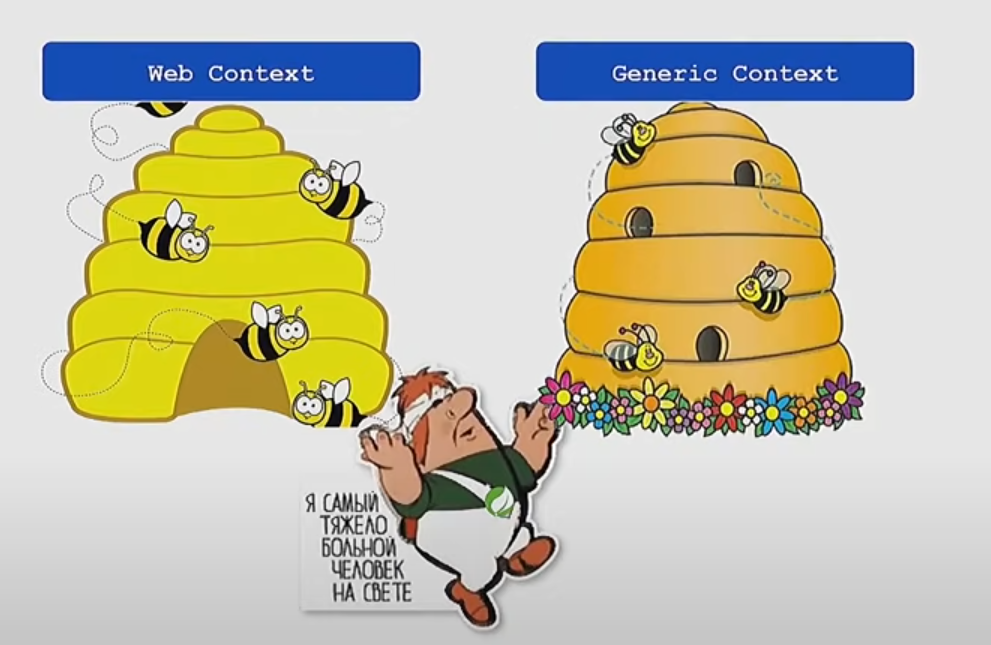 Web Context
Generic Context
Я САМЫЙ
ТЯЖЕЛО
БОЛЬНОЙ
ЧЕЛОВЕК
НА СВЕТЕ